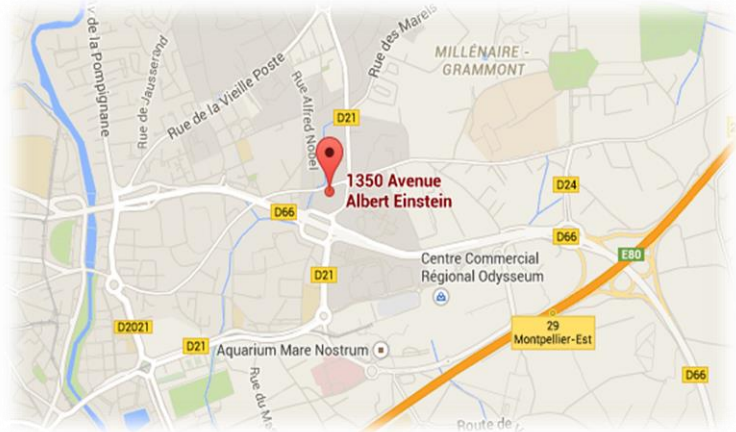 v de la Pompignane
Rue de Jausserand
Rue de la Vieille Poste
Rue Alfred Nobel
Rue des Marels
MILLÉNAIRE -
GRAMMONT
D21
1350 Avenue
Albert Einstein
D24
D66
D66
E80
Centre Commercial
Régional Odysseum
D21
29
Montpellier-Est
D2021
D21
Aquarium Mare Nostrum
D66
Rue du Ma
Route de